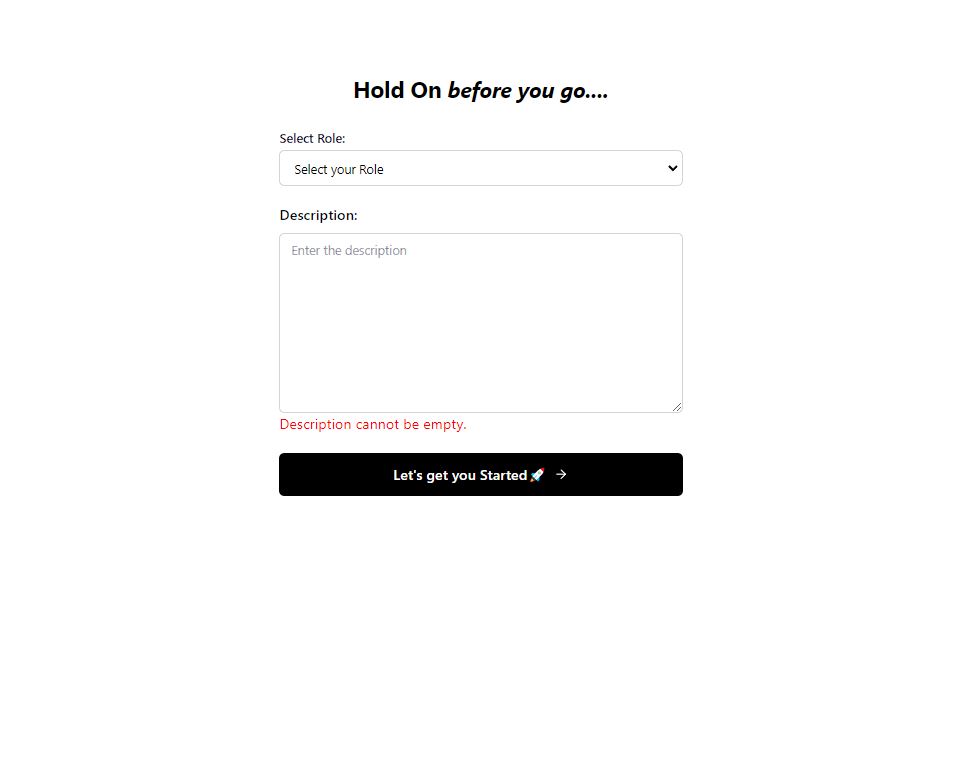 Hold On before you go....
Select Role:
Select your Role
Description:
Enter the description
Description cannot be empty.
Let's get you Started🚀 →